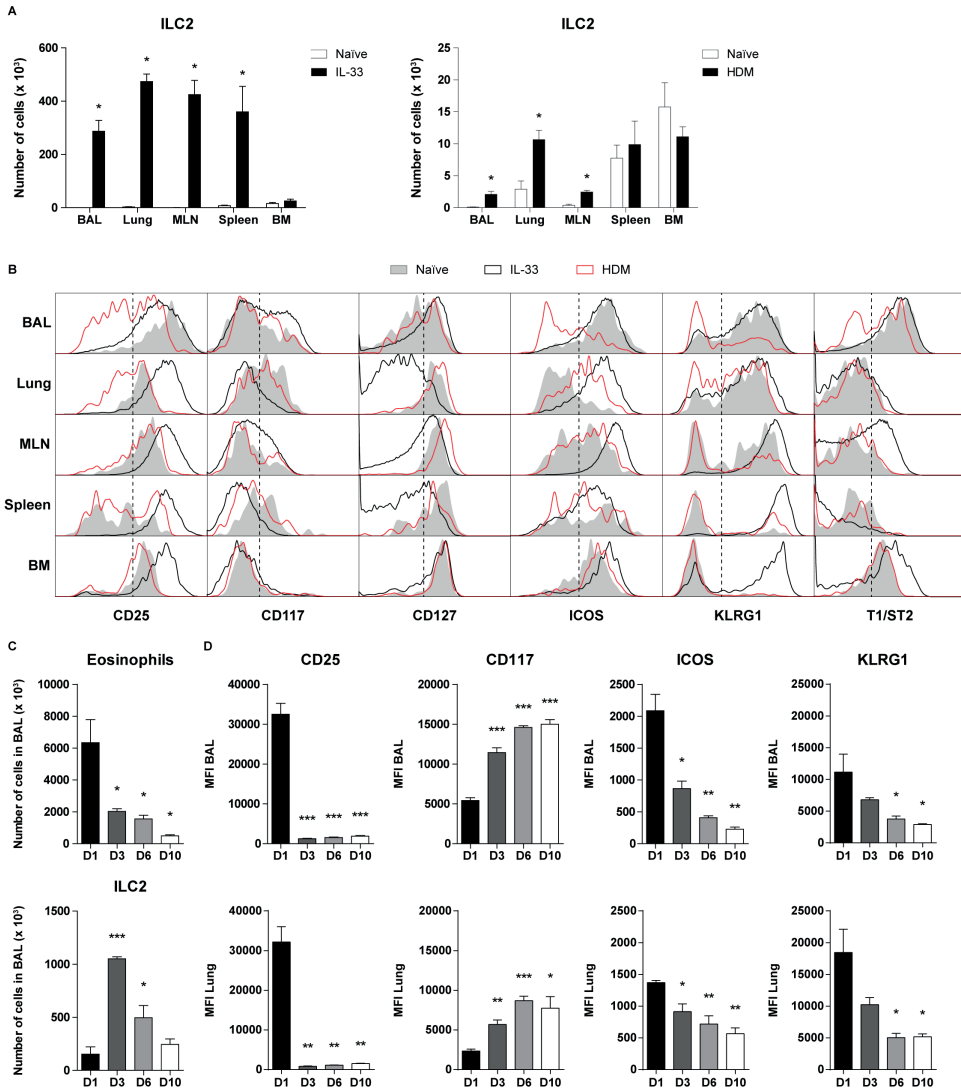 A
ILC2
Number of cells (x 10³)
600
400
200
0
Naïve
IL-33
* * * *
BAL Lung MLN Spleen BM
ILC2
Number of cells (x 10³)
25
20
15
10
5
0
Naïve
HDM
* * *
BAL Lung MLN Spleen BM
B
Naïve IL-33 HDM
BAL
Lung
MLN
Spleen
BM
CD25 CD117 CD127 ICOS KLRG1 T1/ST2
C
Eosinophils
Number of cells in BAL (x 10³)
10000
8000
6000
4000
2000
0
* * *
D1 D3 D6 D10
D
CD25
MFI BAL
40000
30000
20000
10000
0
*** *** ***
D1 D3 D6 D10
CD117
MFI BAL
20000
15000
10000
5000
0
*** *** ***
D1 D3 D6 D10
ICOS
MFI BAL
2500
2000
1500
1000
500
0
* ** **
D1 D3 D6 D10
KLRG1
MFI BAL
25000
20000
15000
10000
5000
0
* *
D1 D3 D6 D10
ILC2
Number of cells in BAL (x 10³)
1500
1000
500
0
*** *
D1 D3 D6 D10
MFI Lung
40000
30000
20000
10000
0
** ** **
D1 D3 D6 D10
MFI Lung
20000
15000
10000
5000
0
** *** *
D1 D3 D6 D10
MFI Lung
2500
2000
1500
1000
500
0
* ** **
D1 D3 D6 D10
MFI Lung
25000
20000
15000
10000
5000
0
* *
D1 D3 D6 D10